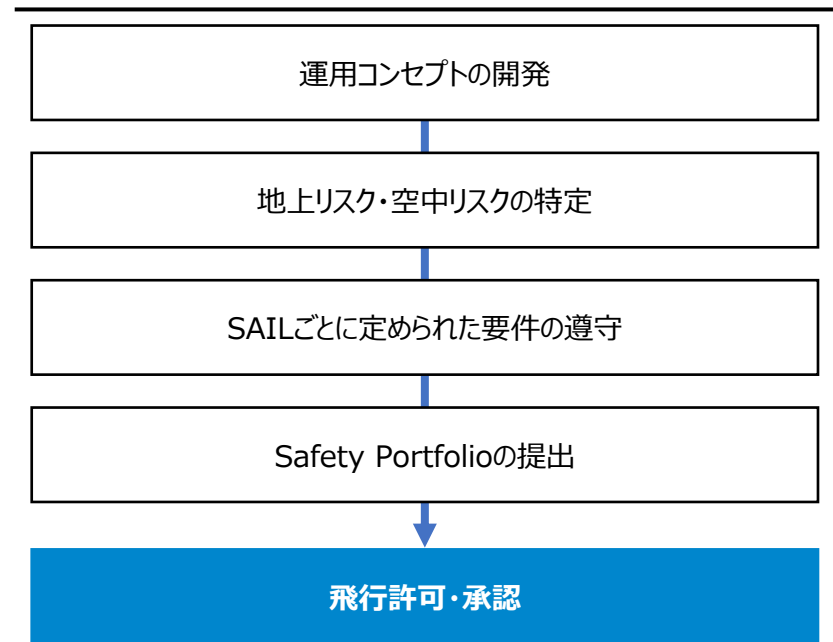 運用コンセプトの開発
地上リスク・空中リスクの特定
SAILごとに定められた要件の遵守
Safety Portfolioの提出
飛行許可・承認